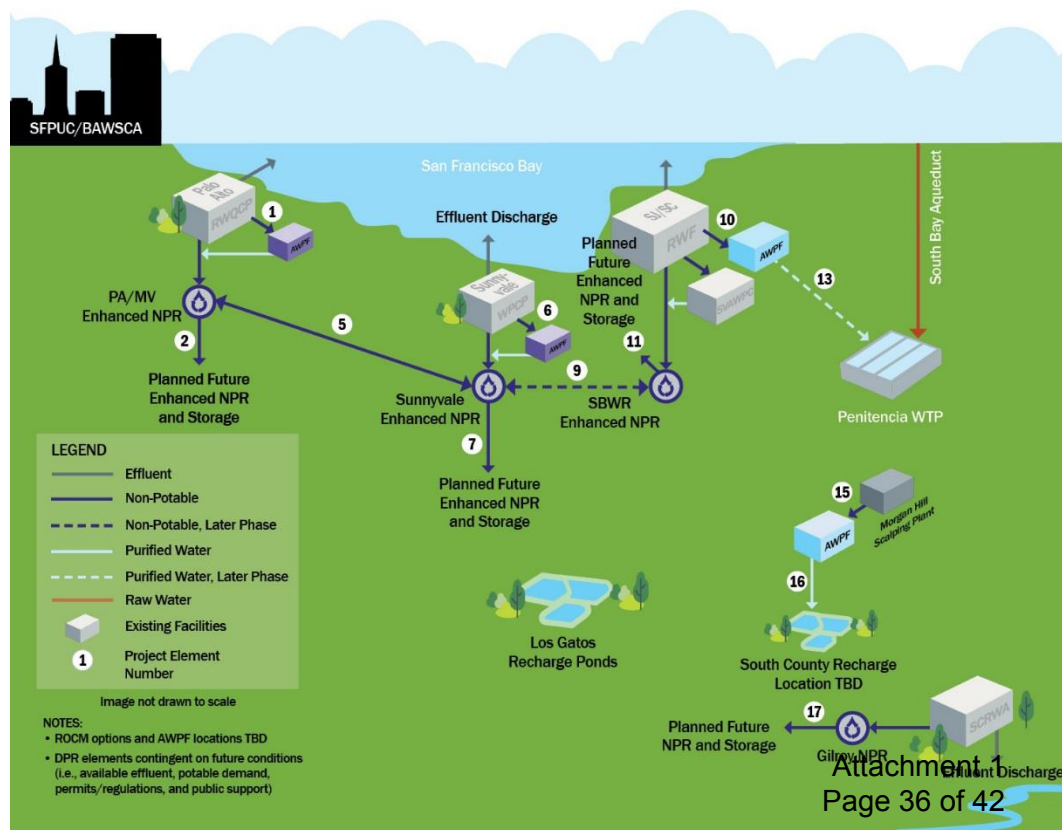 SFPUC/BAWSCA
San Francisco Bay
South Bay Aqueduct
Palo
Alto
RWQCP
1
AWPF
PA/MV
Enhanced NPR
2
Planned Future
Enhanced NPR
and Storage
5
Effluent Discharge
Sunny-
vale
WPCP
6
AWPF
Sunnyvale
Enhanced NPR
7
Planned Future
Enhanced NPR
and Storage
9
SJ/SC
RWF
Planned
Future
Enhanced
NPR and
Storage
10
AWPF
SVAWPC
11
SBWR
Enhanced NPR
13
Penitencia WTP
LEGEND
Effluent
Non-Potable
Non-Potable, Later Phase
Purified Water
Purified Water, Later Phase
Raw Water
Existing Facilities
1
Project Element
Number
Image not drawn to scale
NOTES:
• ROCM options and AWPF locations TBD
• DPR elements contingent on future conditions
(i.e., available effluent, potable demand,
permits/regulations, and public support)
Los Gatos
Recharge Ponds
15
Morgan Hill
Scalping Plant
AWPF
16
South County Recharge
Location TBD
SCRWA
17
Planned Future
NPR and Storage
Gilroy NPR
Effluent Discharge
Attachment 1
Page 36 of 42